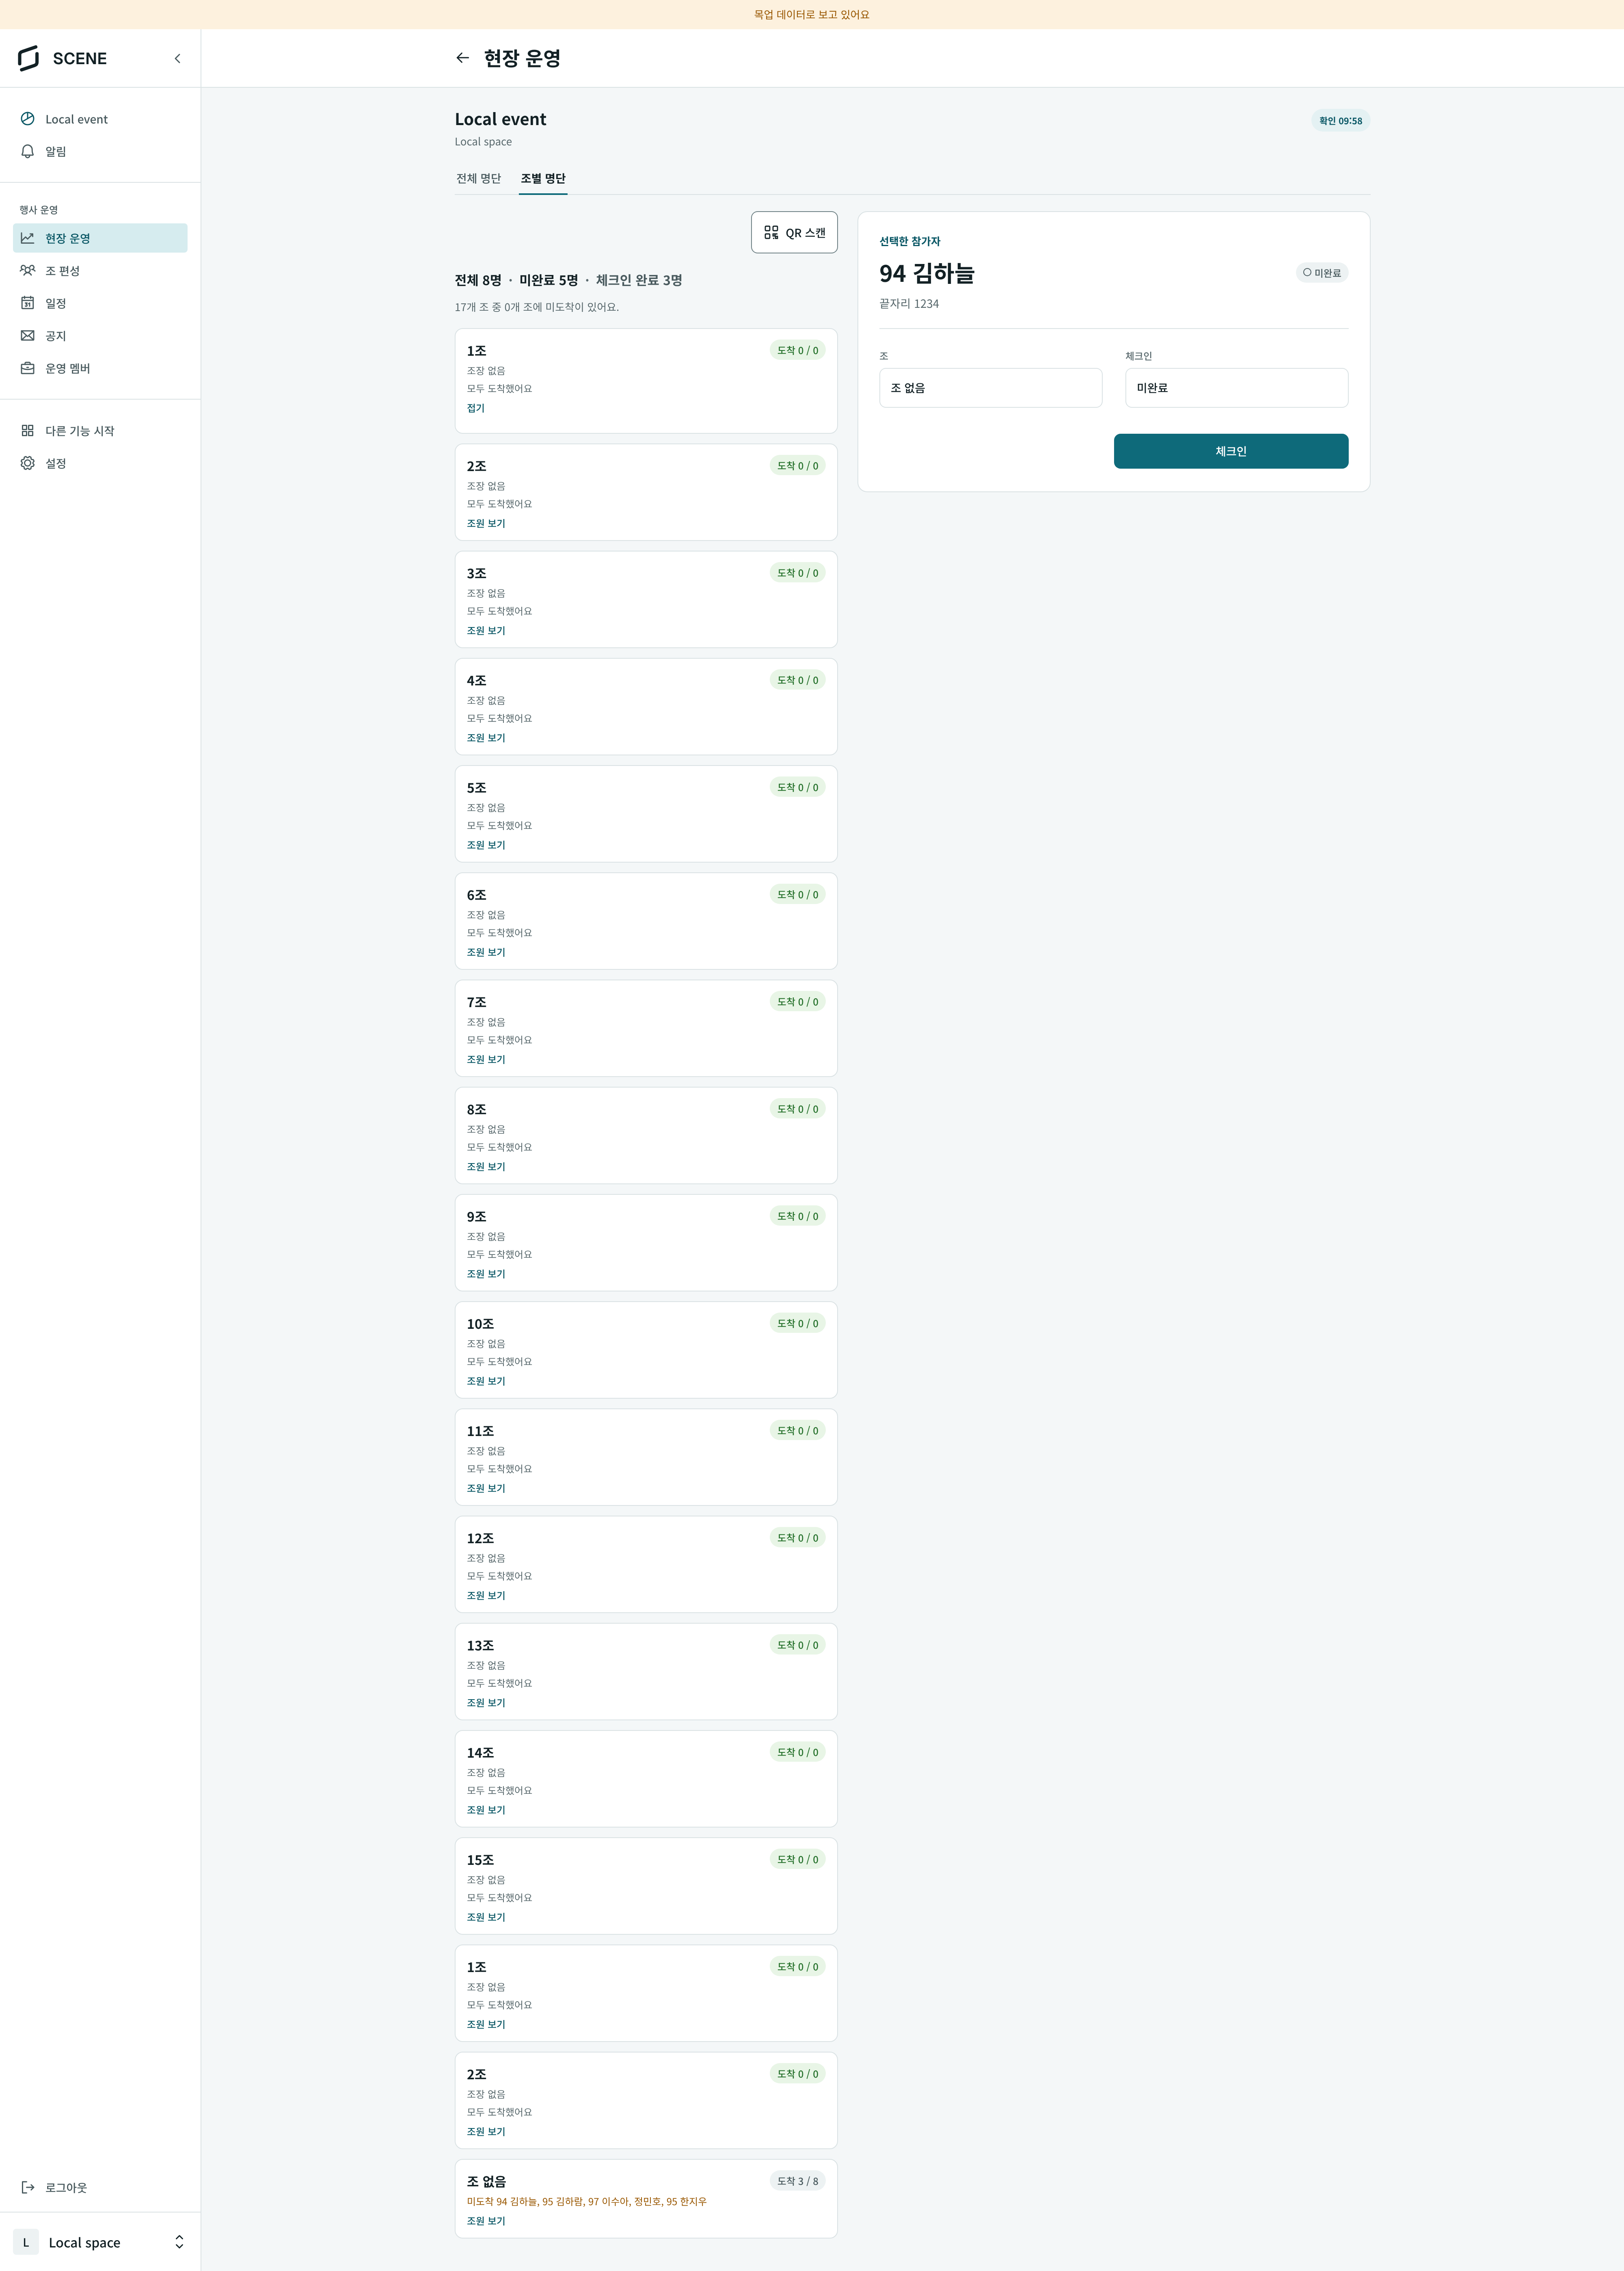 목업 데이터로 보고 있어요
SCENE
현장 운영
Local event
알림
행사 운영
현장 운영
조 편성
일정
공지
운영 멤버
다른 기능 시작
설정
로그아웃
L Local space
Local event
확인 09:58
Local space
전체 명단 조별 명단
QR 스캔
전체 8명 · 미완료 5명 · 체크인 완료 3명
17개 조 중 0개 조에 미도착이 있어요.
1조 도착 0 / 0
조장 없음
모두 도착했어요
접기
2조 도착 0 / 0
조장 없음
모두 도착했어요
조원 보기
3조 도착 0 / 0
조장 없음
모두 도착했어요
조원 보기
4조 도착 0 / 0
조장 없음
모두 도착했어요
조원 보기
5조 도착 0 / 0
조장 없음
모두 도착했어요
조원 보기
6조 도착 0 / 0
조장 없음
모두 도착했어요
조원 보기
7조 도착 0 / 0
조장 없음
모두 도착했어요
조원 보기
8조 도착 0 / 0
조장 없음
모두 도착했어요
조원 보기
9조 도착 0 / 0
조장 없음
모두 도착했어요
조원 보기
10조 도착 0 / 0
조장 없음
모두 도착했어요
조원 보기
11조 도착 0 / 0
조장 없음
모두 도착했어요
조원 보기
12조 도착 0 / 0
조장 없음
모두 도착했어요
조원 보기
13조 도착 0 / 0
조장 없음
모두 도착했어요
조원 보기
14조 도착 0 / 0
조장 없음
모두 도착했어요
조원 보기
15조 도착 0 / 0
조장 없음
모두 도착했어요
조원 보기
1조 도착 0 / 0
조장 없음
모두 도착했어요
조원 보기
2조 도착 0 / 0
조장 없음
모두 도착했어요
조원 보기
조 없음 도착 3 / 8
미도착 94 김하늘, 95 김하람, 97 이수아, 정민호, 95 한지우
조원 보기
선택한 참가자
94 김하늘 미완료
끝자리 1234
조 체크인
조 없음 미완료
체크인